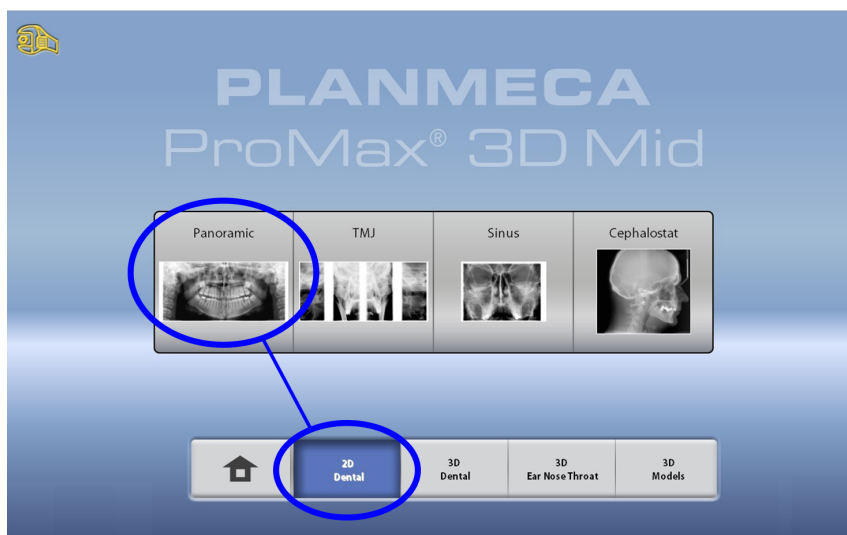 PLANMECA
ProMax® 3D Mid
Panoramic
TMJ
Sinus
Cephalostat
2D
Dental
3D
Dental
3D
Ear Nose Throat
3D
Models